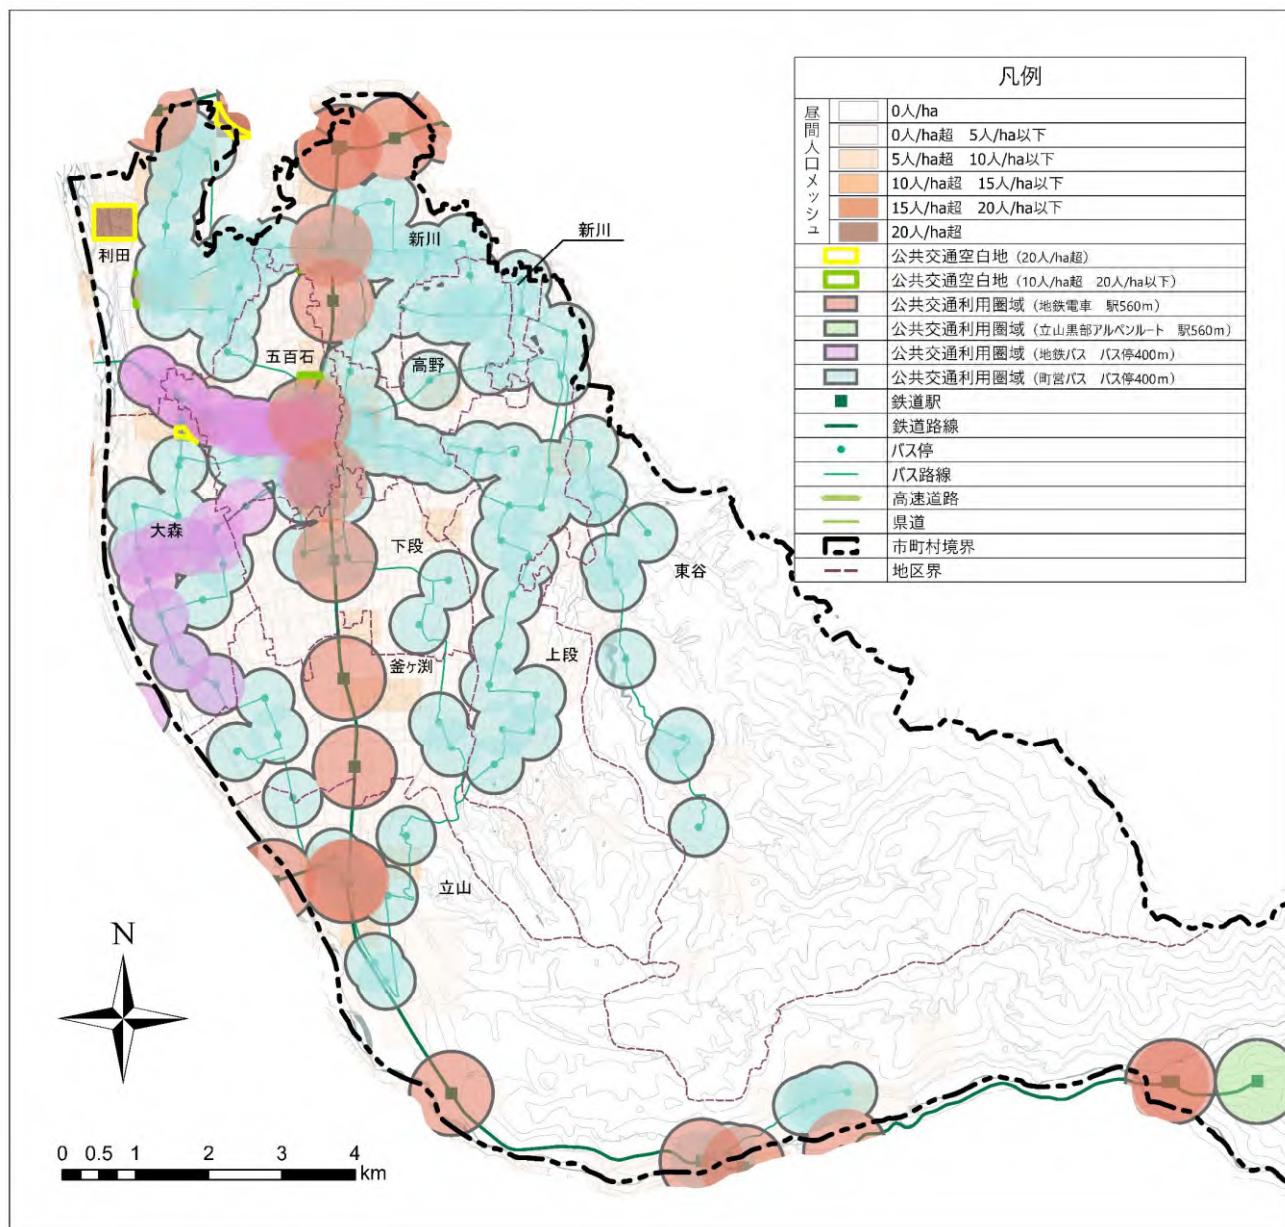 凡例
昼間人口メッシュ
0人/ha
0人/ha超　5人/ha以下
5人/ha超　10人/ha以下
10人/ha超　15人/ha以下
15人/ha超　20人/ha以下
20人/ha超
公共交通空白地（20人/ha超）
公共交通空白地（10人/ha超　20人/ha以下）
公共交通利用圏域（地鉄電車　駅560m）
公共交通利用圏域（立山黒部アルペンルート　駅560m）
公共交通利用圏域（地鉄バス　バス停400m）
公共交通利用圏域（町営バス　バス停400m）
鉄道駅
鉄道路線
バス停
バス路線
高速道路
県道
市町村境界
地区界
利田
新川
新川
五百石
高野
大森
下段
東谷
釜ヶ渕
上段
立山
N
0 0.5 1 2 3 4
km